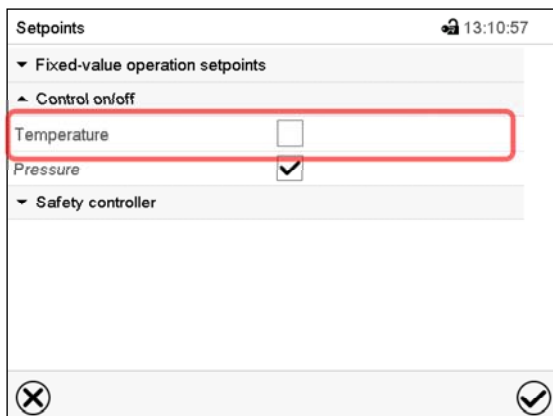 Setpoints 13:10:57
Fixed-value operation setpoints
Control on/off
Temperature
Pressure
Safety controller